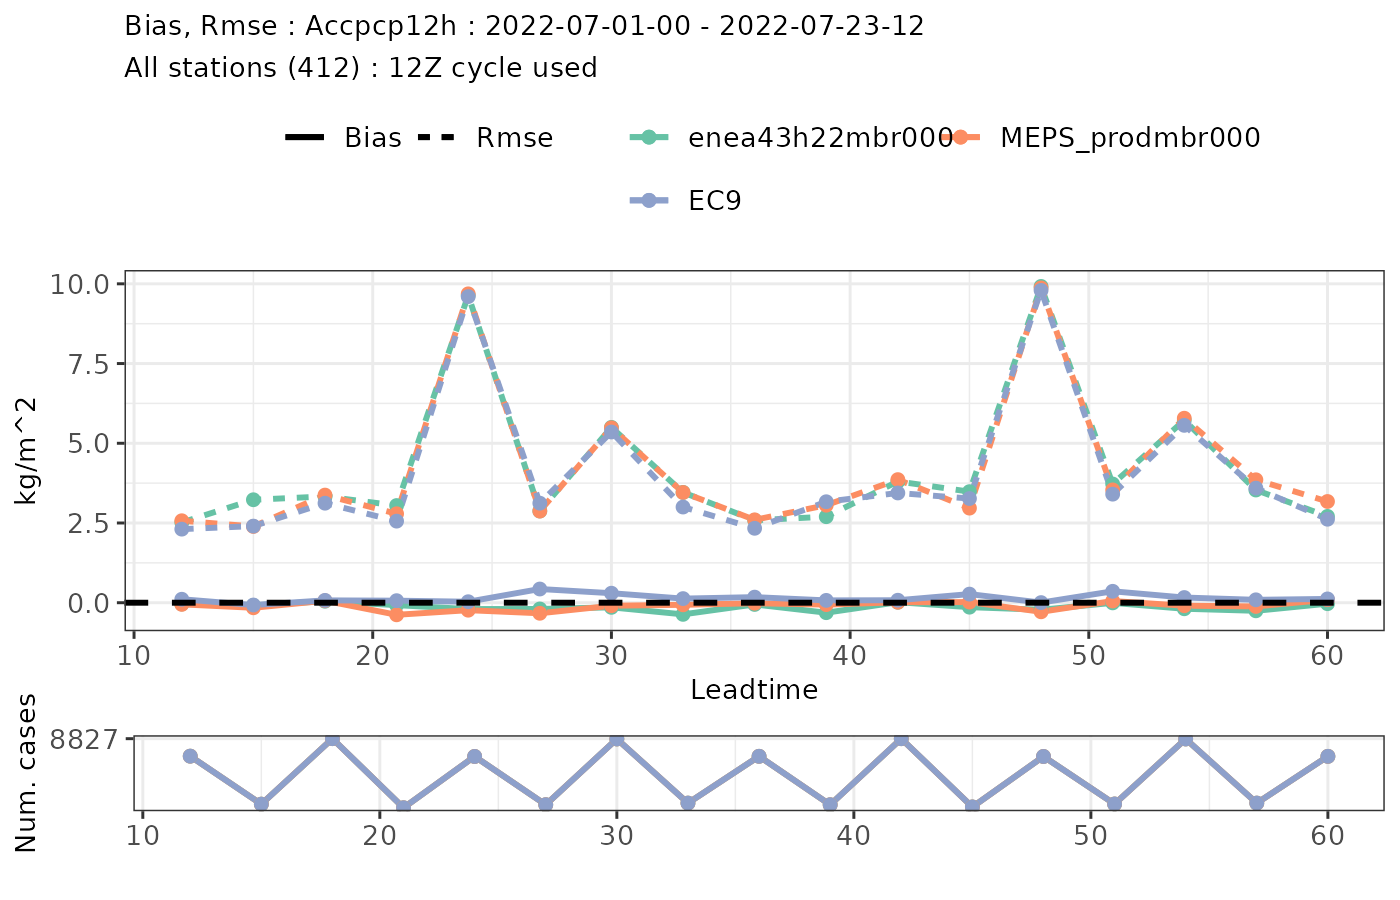 Bias, Rmse : Accpcp12h : 2022-07-01-00 - 2022-07-23-12
All stations (412) : 12Z cycle used
Bias Rmse enea43h22mbr000 MEPS_prodmbr000
EC9
10.0
7.5
5.0
2.5
0.0
kg/m^2
10 20 30 40 50 60
Leadtime
8827
Num. cases
10 20 30 40 50 60